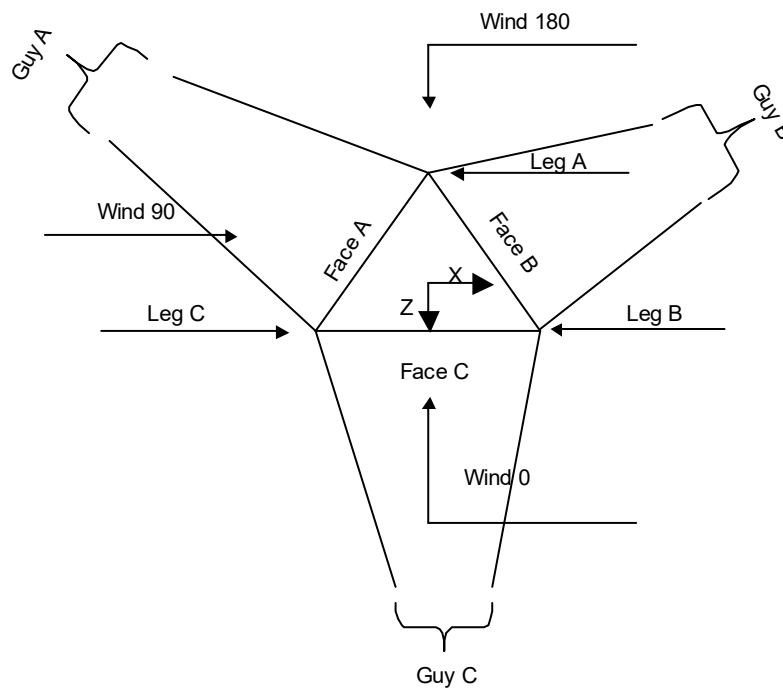 Wind 180
Guy A
Guy B
Leg A
Wind 90
Face A
Face B
X
Z
Leg C
Leg B
Face C
Wind 0
Guy C